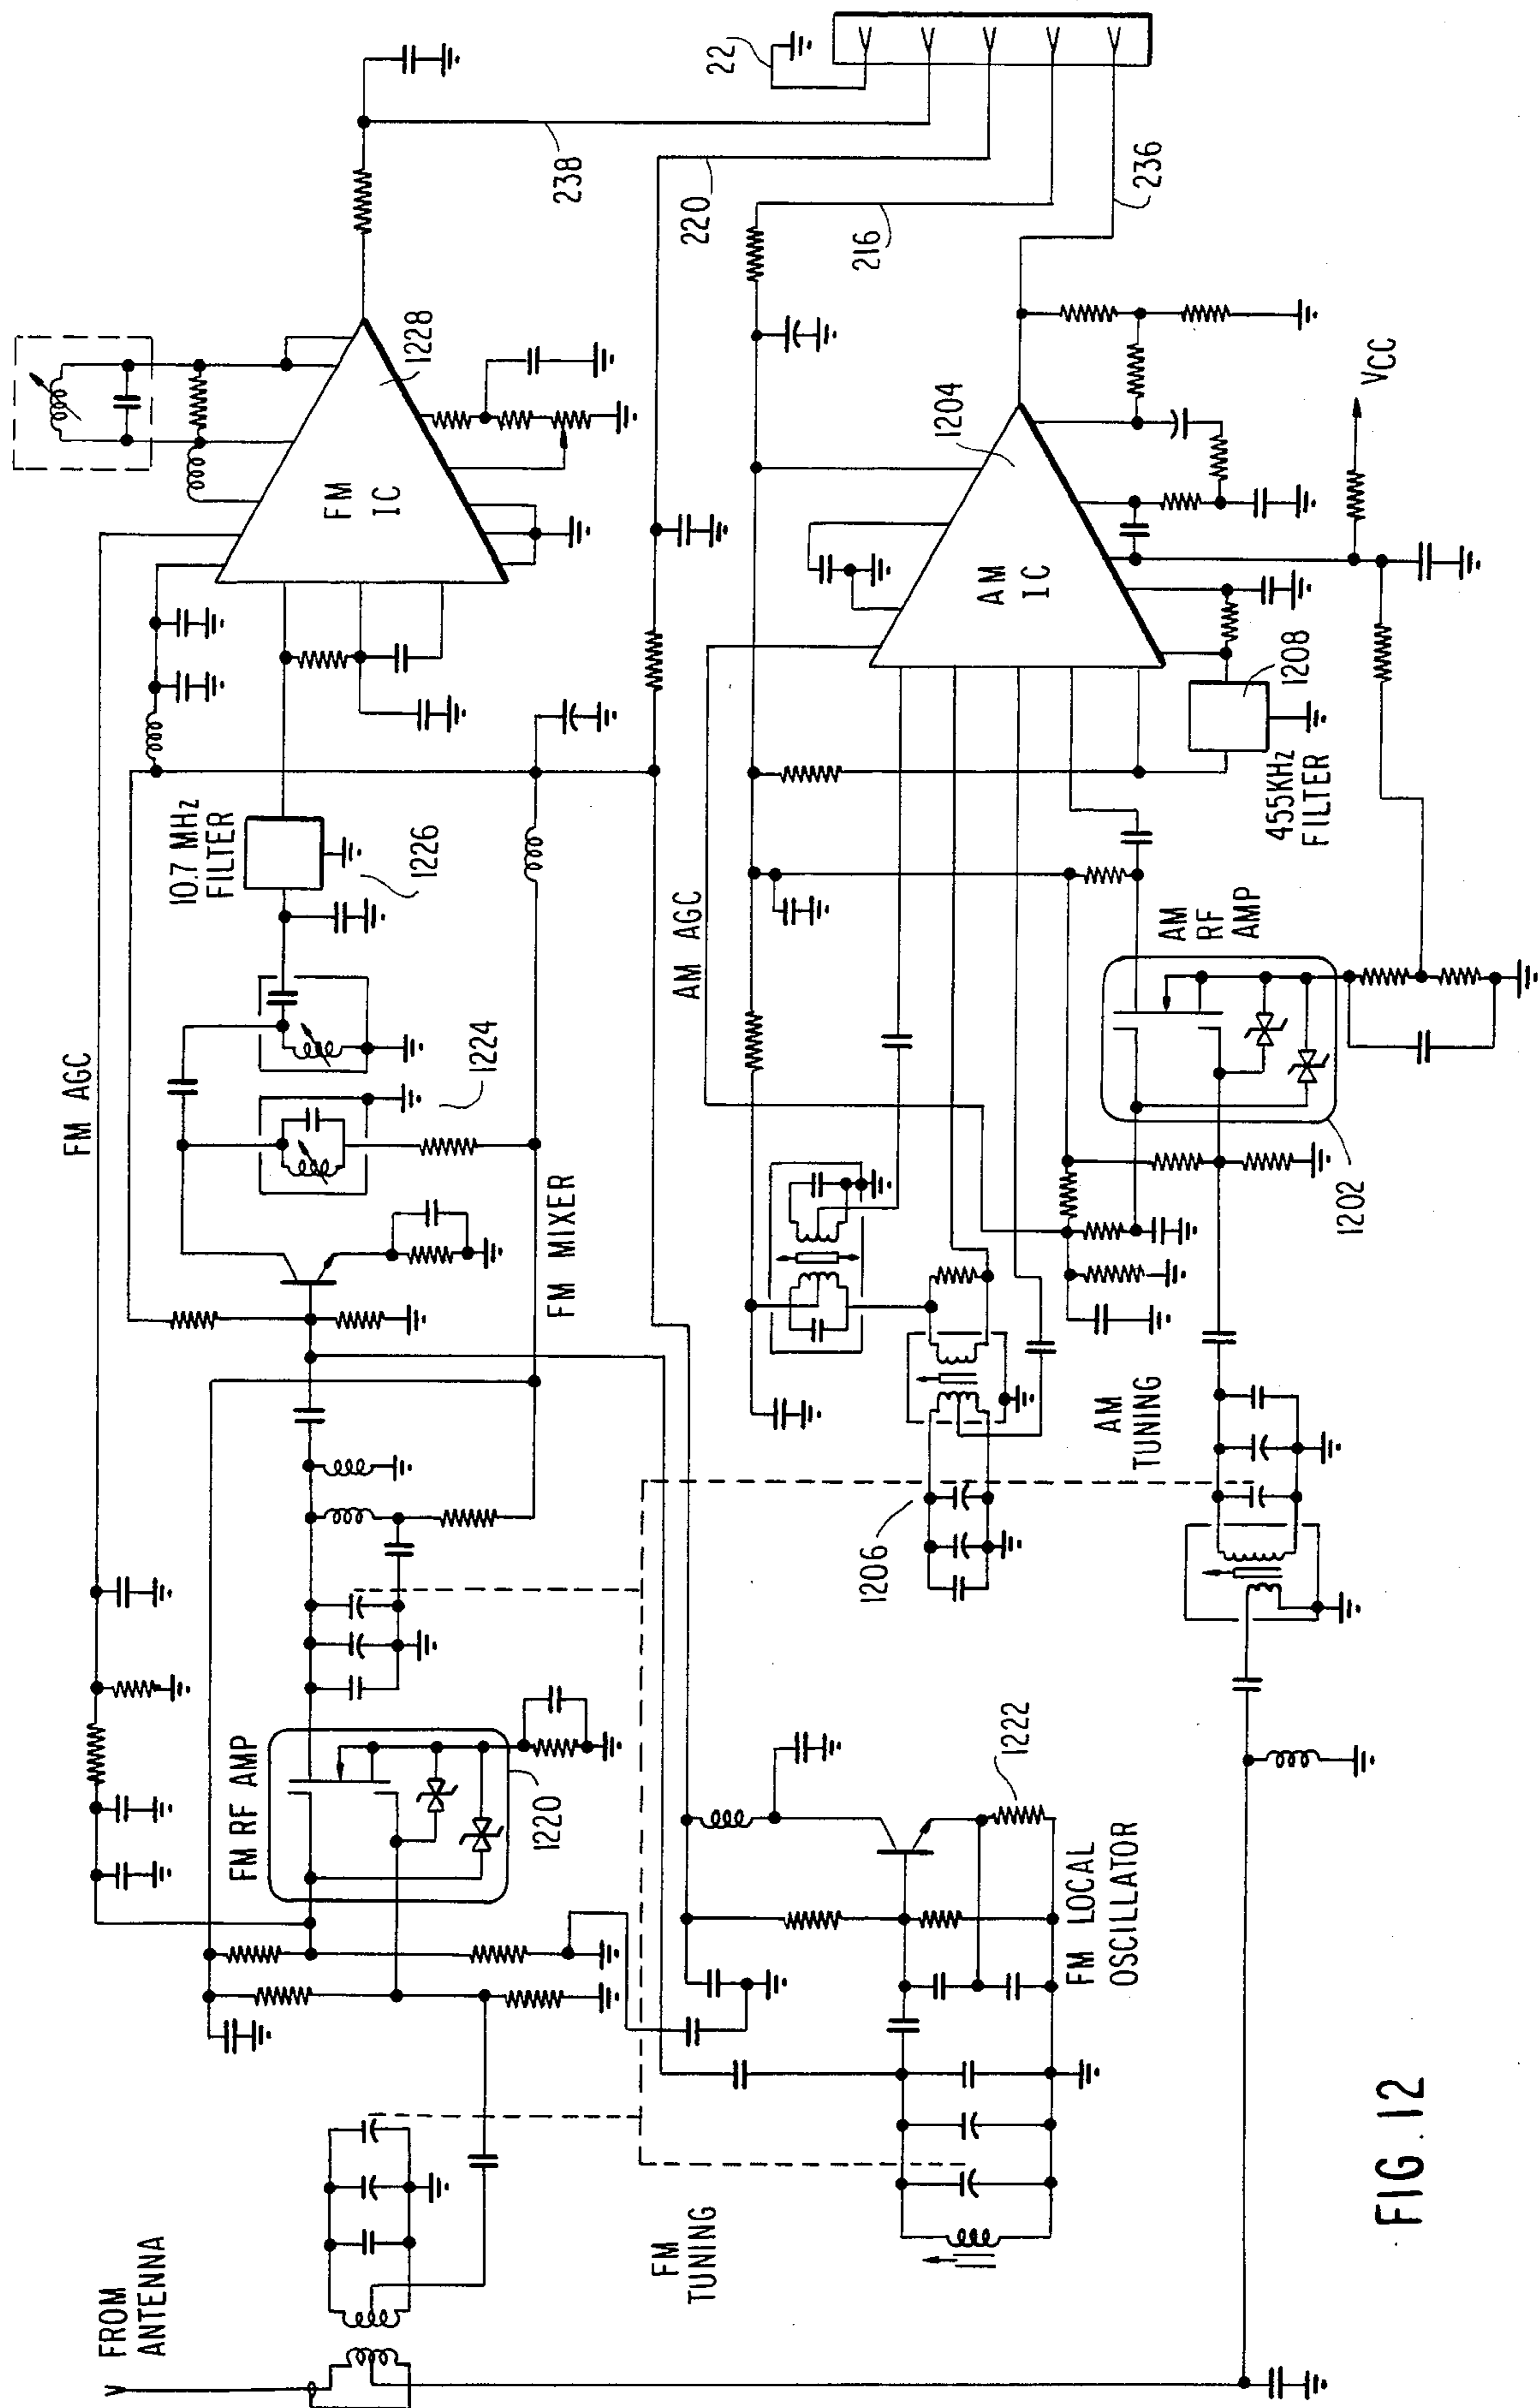 FROM
ANTENNA
FM
TUNING
FM RF AMP
1220
FM AGC
FM MIXER
1224
10.7 MHz
FILTER
1226
FM
IC
1228
238
22
220
216
236
FM LOCAL
OSCILLATOR
1222
1206
AM
TUNING
AM AGC
AM
RF
AMP
1202
455KHz
FILTER
1208
AM
IC
1204
VCC
FIG. 12